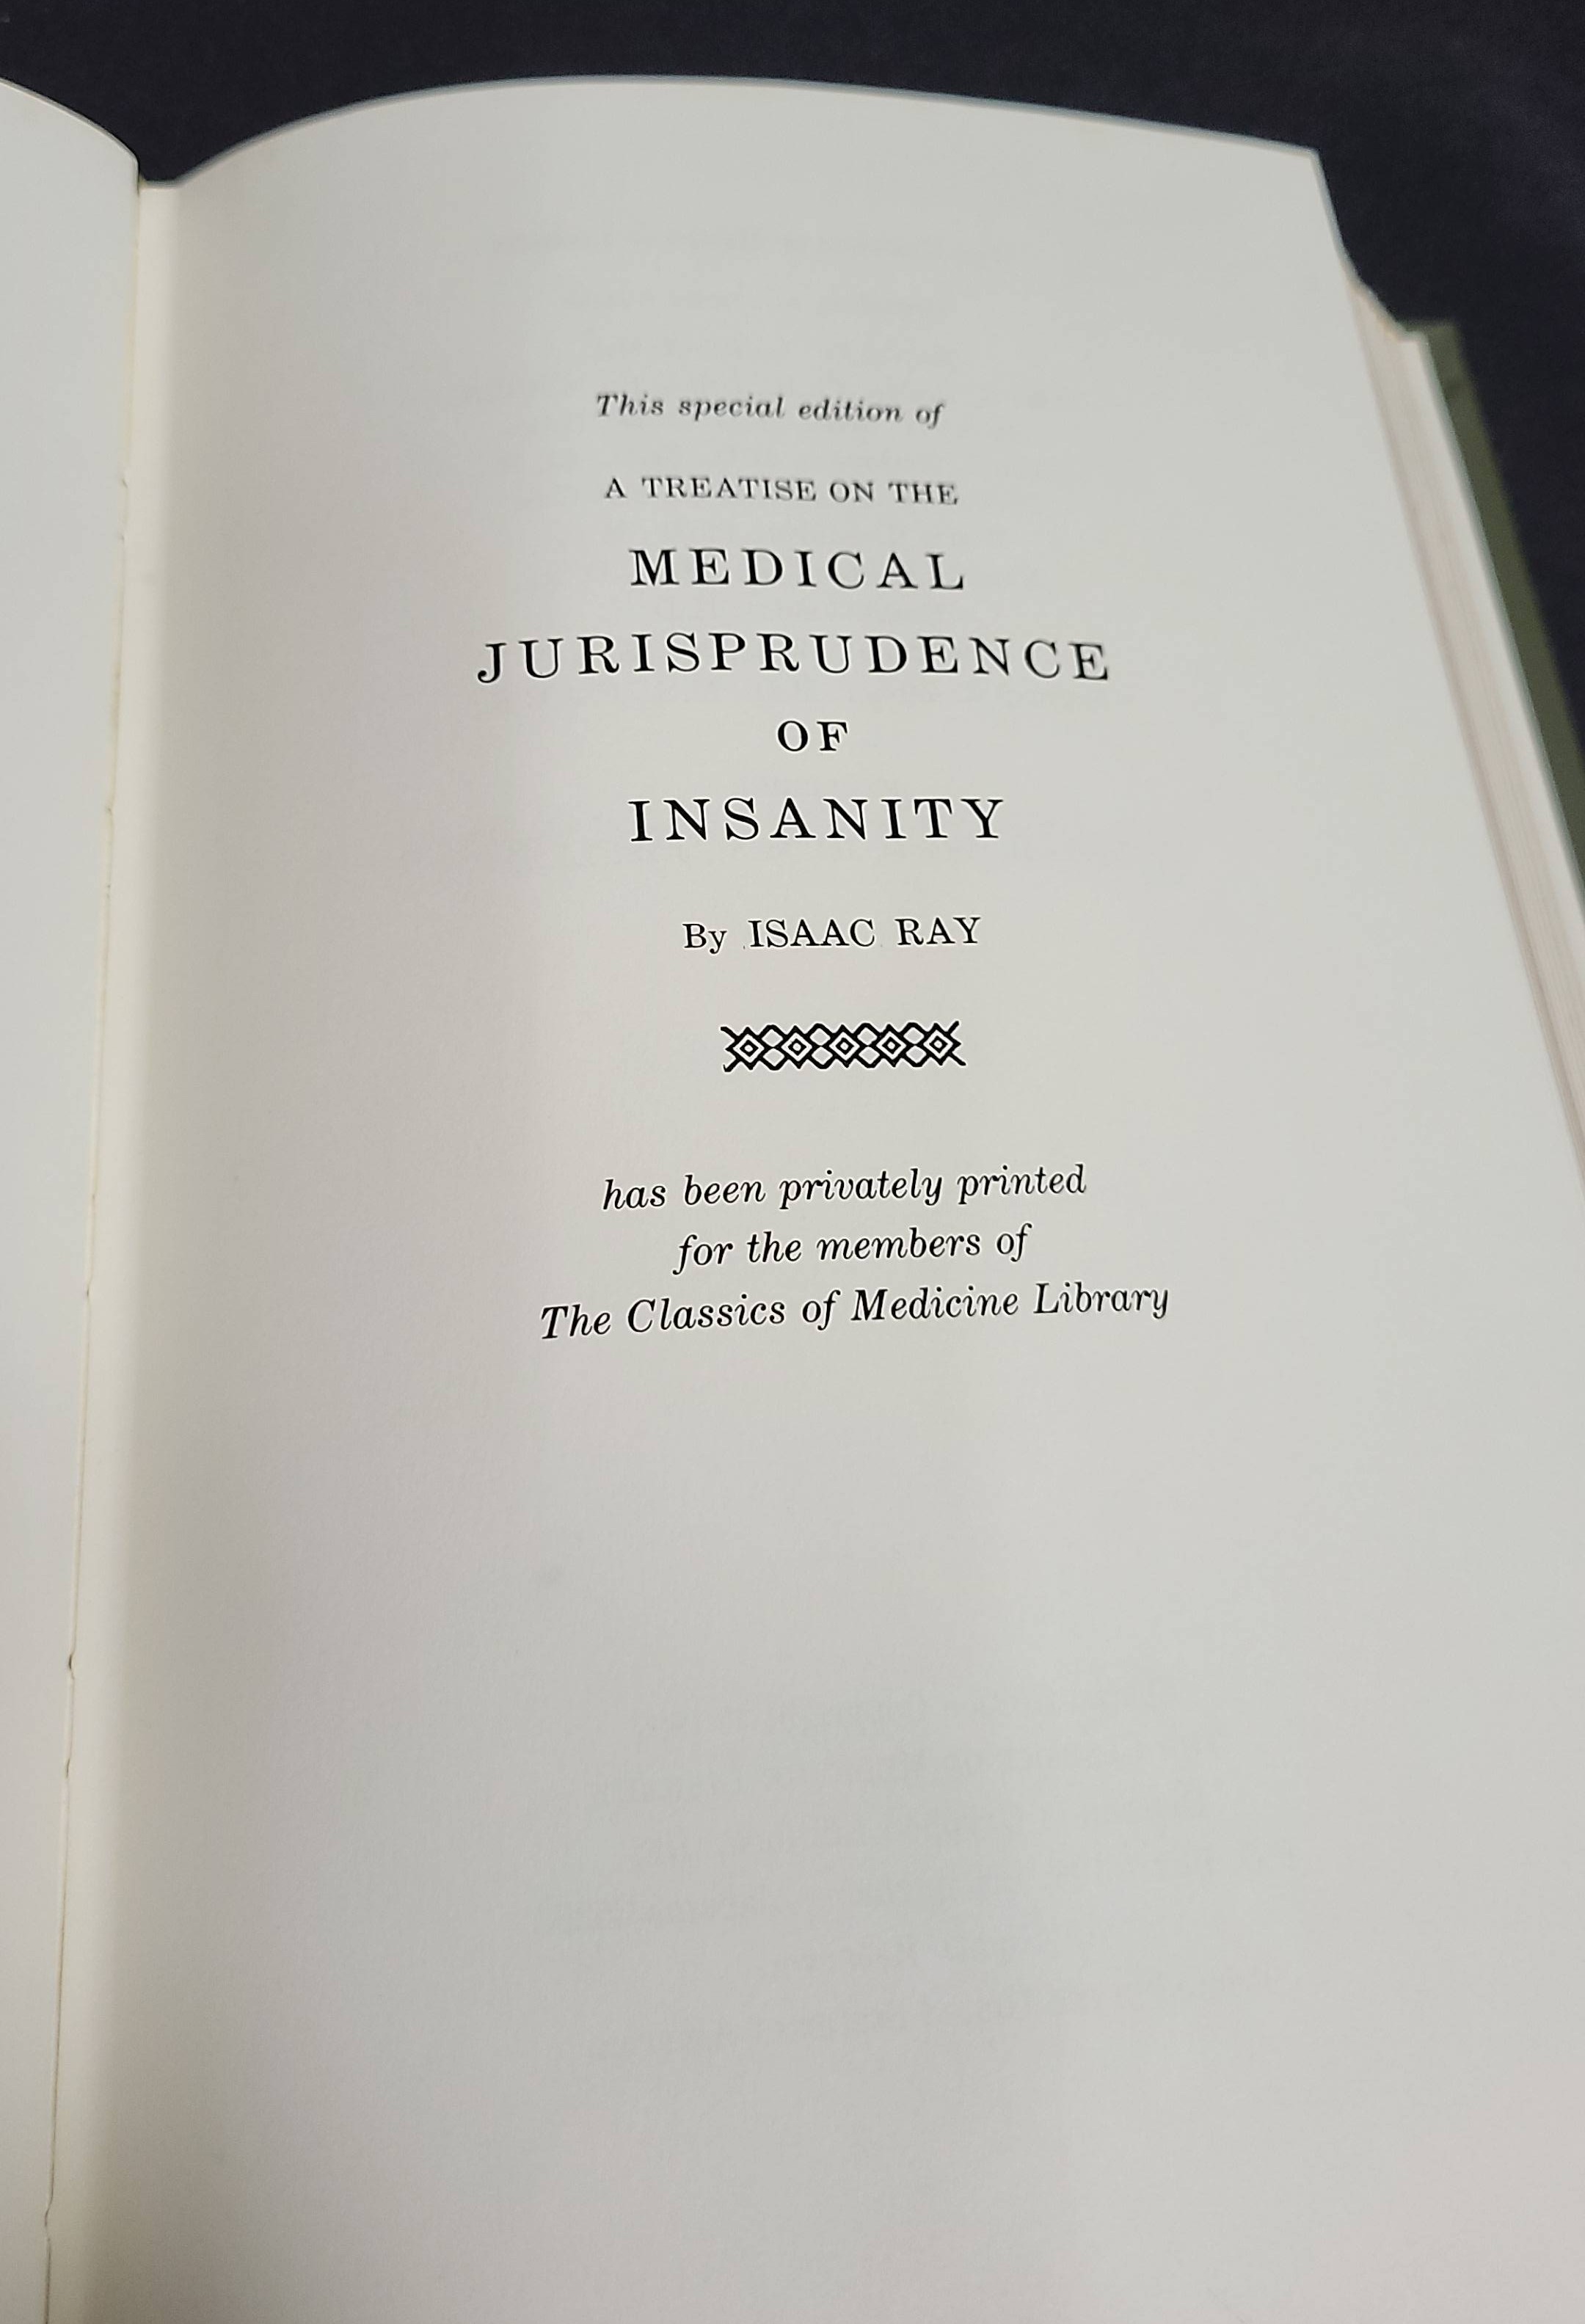 This special edition of
A TREATISE ON THE
MEDICAL
JURISPRUDENCE
OF
INSANITY
By ISAAC RAY
has been privately printed
for the members of
The Classics of Medicine Library